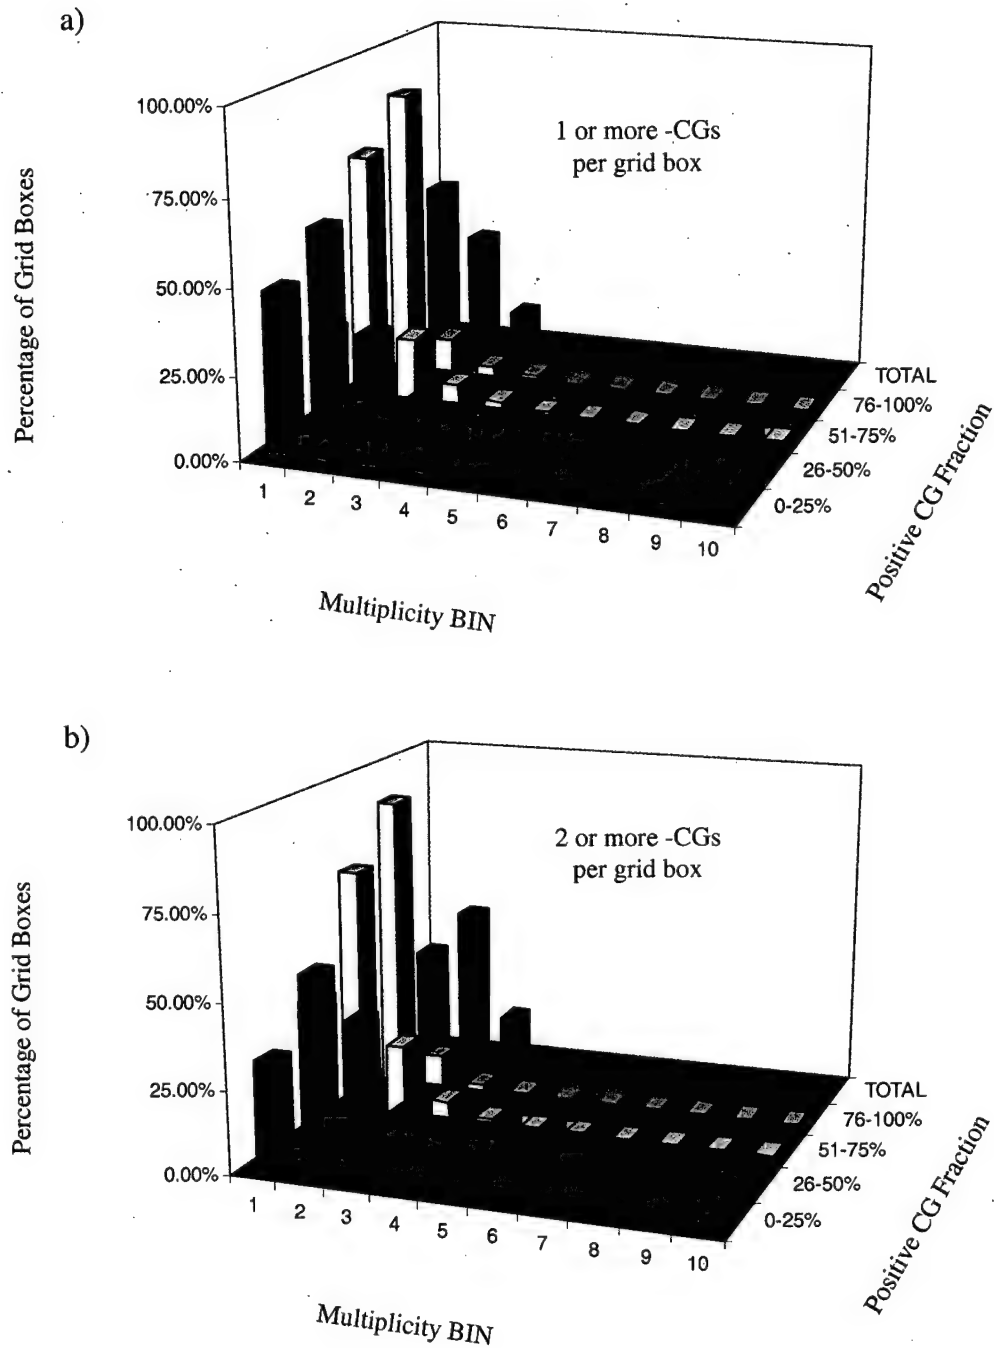 a)
1 or more -CGs
per grid box
Percentage of Grid Boxes
100.00%
75.00%
50.00%
25.00%
0.00%
1 2 3 4 5 6 7 8 9 10
TOTAL
76-100%
51-75%
26-50%
0-25%
Positive CG Fraction
Multiplicity BIN
b)
2 or more -CGs
per grid box
Percentage of Grid Boxes
100.00%
75.00%
50.00%
25.00%
0.00%
1 2 3 4 5 6 7 8 9 10
TOTAL
76-100%
51-75%
26-50%
0-25%
Positive CG Fraction
Multiplicity BIN